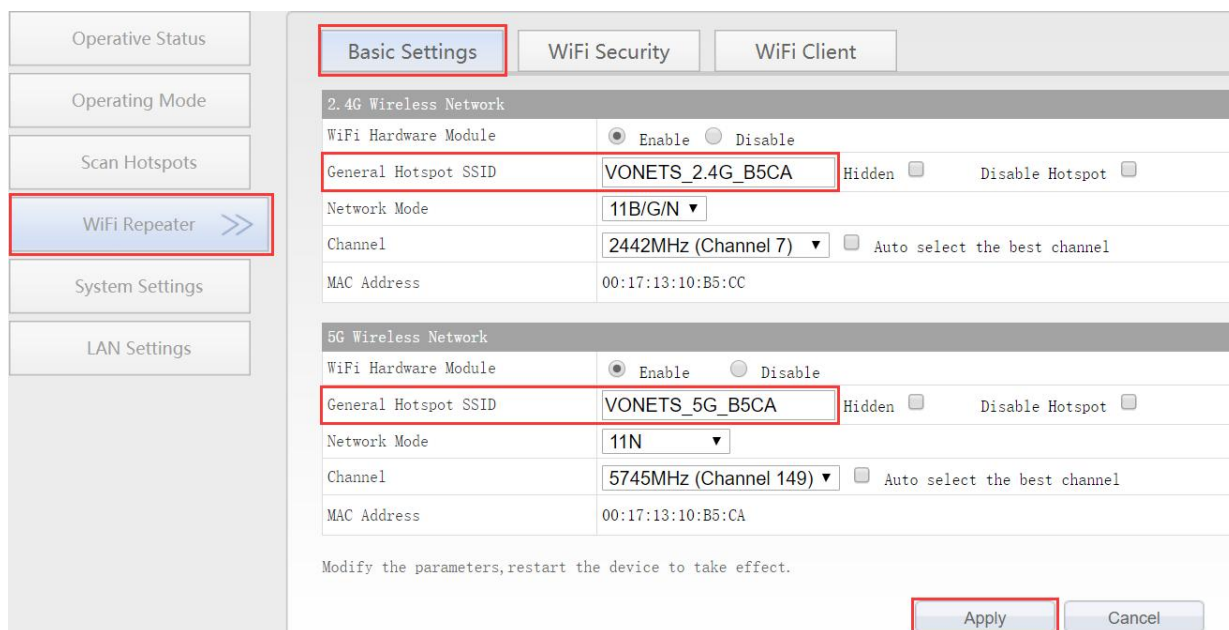 Operative Status
Operating Mode
Scan Hotspots
WiFi Repeater >>
System Settings
LAN Settings
Basic Settings WiFi Security WiFi Client
2.4G Wireless Network
WiFi Hardware Module Enable Disable
General Hotspot SSID VONETS_2.4G_B5CA Hidden Disable Hotspot
Network Mode 11B/G/N ▼
Channel 2442MHz (Channel 7) ▼ Auto select the best channel
MAC Address 00:17:13:10:B5:CC
5G Wireless Network
WiFi Hardware Module Enable Disable
General Hotspot SSID VONETS_5G_B5CA Hidden Disable Hotspot
Network Mode 11N ▼
Channel 5745MHz (Channel 149) ▼ Auto select the best channel
MAC Address 00:17:13:10:B5:CA
Modify the parameters,restart the device to take effect.
Apply Cancel